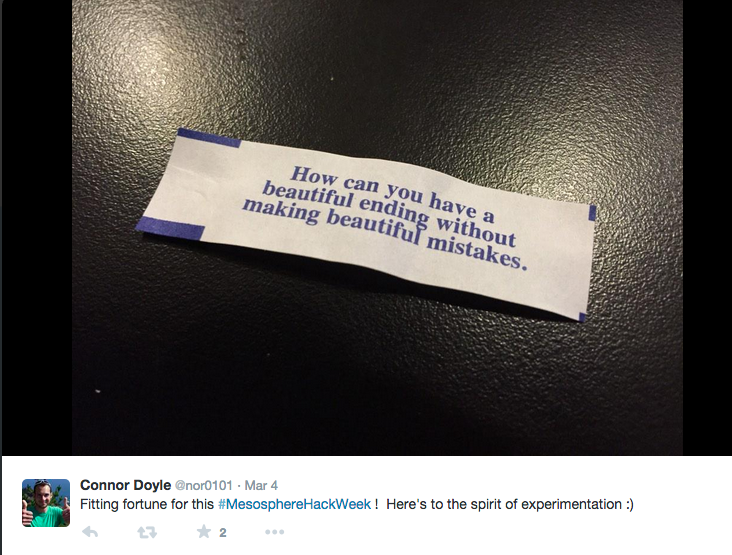 How can you have a
beautiful ending without
making beautiful mistakes.
Connor Doyle @nor0101 · Mar 4
Fitting fortune for this #MesosphereHackWeek ! Here's to the spirit of experimentation :)
2